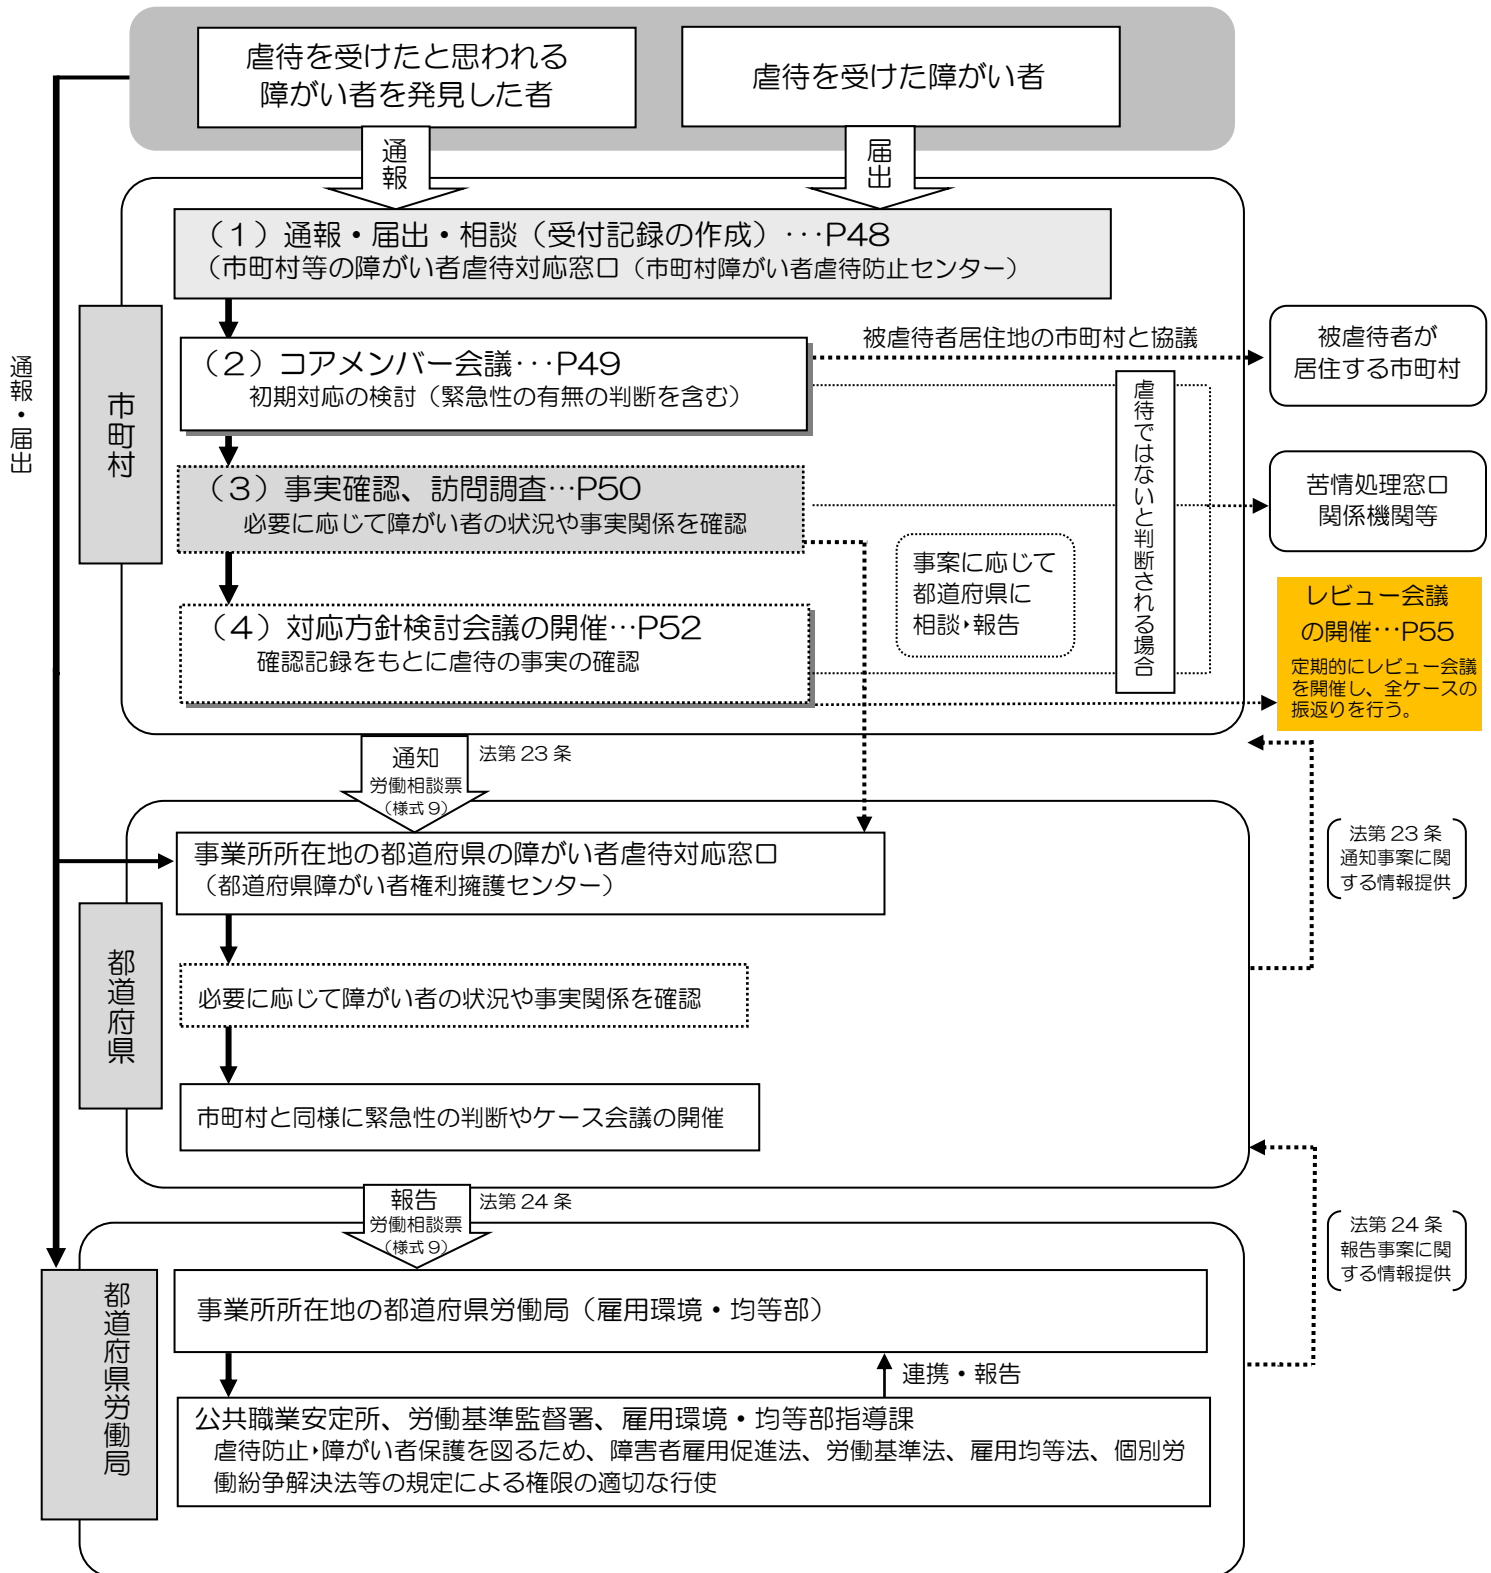 虐待を受けたと思われる
障がい者を発見した者
虐待を受けた障がい者
通報
届出
通報・届出
市町村
（１）通報・届出・相談（受付記録の作成）･･･P48
（市町村等の障がい者虐待対応窓口（市町村障がい者虐待防止センター）
（２）コアメンバー会議･･･P49
初期対応の検討（緊急性の有無の判断を含む）
被虐待者居住地の市町村と協議
被虐待者が
居住する市町村
（３）事実確認、訪問調査…P50
必要に応じて障がい者の状況や事実関係を確認
虐待ではないと判断される場合
苦情処理窓口
関係機関等
事案に応じて
都道府県に
相談･報告
（４）対応方針検討会議の開催…P52
確認記録をもとに虐待の事実の確認
レビュー会議
の開催…P55
定期的にレビュー会議
を開催し、全ケースの
振返りを行う。
通知
労働相談票
（様式 9）
法第 23 条
都道府県
事業所所在地の都道府県の障がい者虐待対応窓口
（都道府県障がい者権利擁護センター）
法第 23 条
通知事案に関
する情報提供
必要に応じて障がい者の状況や事実関係を確認
市町村と同様に緊急性の判断やケース会議の開催
報告
労働相談票
（様式 9）
法第 24 条
法第 24 条
報告事案に関
する情報提供
都道府県労働局
事業所所在地の都道府県労働局（雇用環境・均等部）
連携・報告
公共職業安定所、労働基準監督署、雇用環境・均等部指導課
虐待防止･障がい者保護を図るため、障害者雇用促進法、労働基準法、雇用均等法、個別労
働紛争解決法等の規定による権限の適切な行使